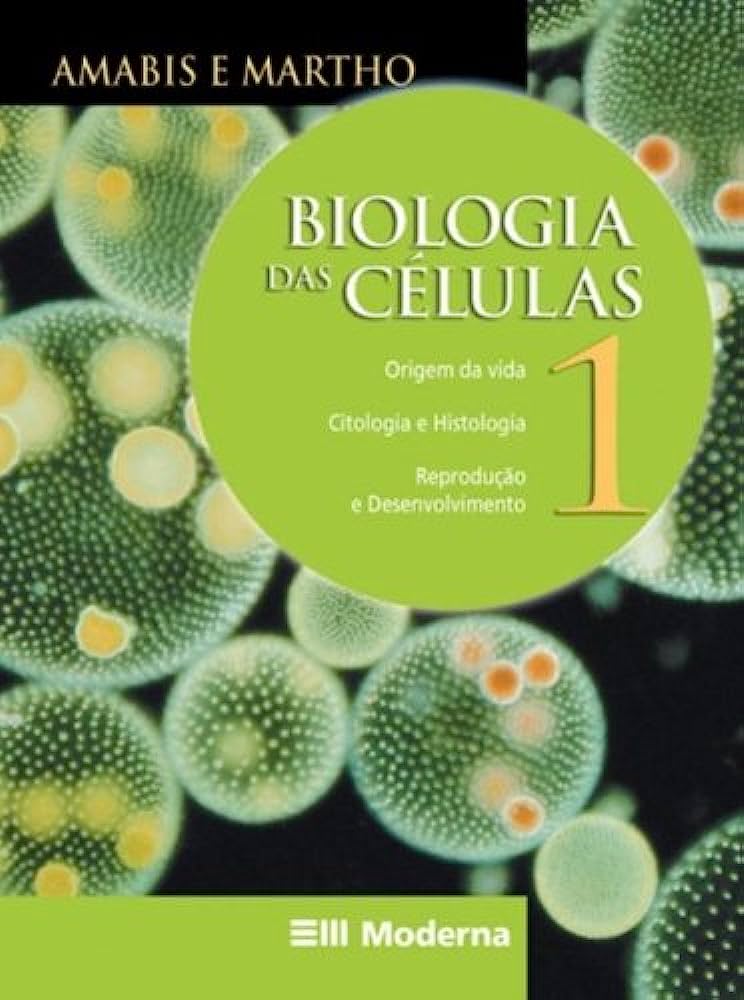 AMABIS E MARTHO
BIOLOGIA
DAS CÉLULAS
1
Origem da vida
Citologia e Histologia
Reprodução
e Desenvolvimento
Moderna